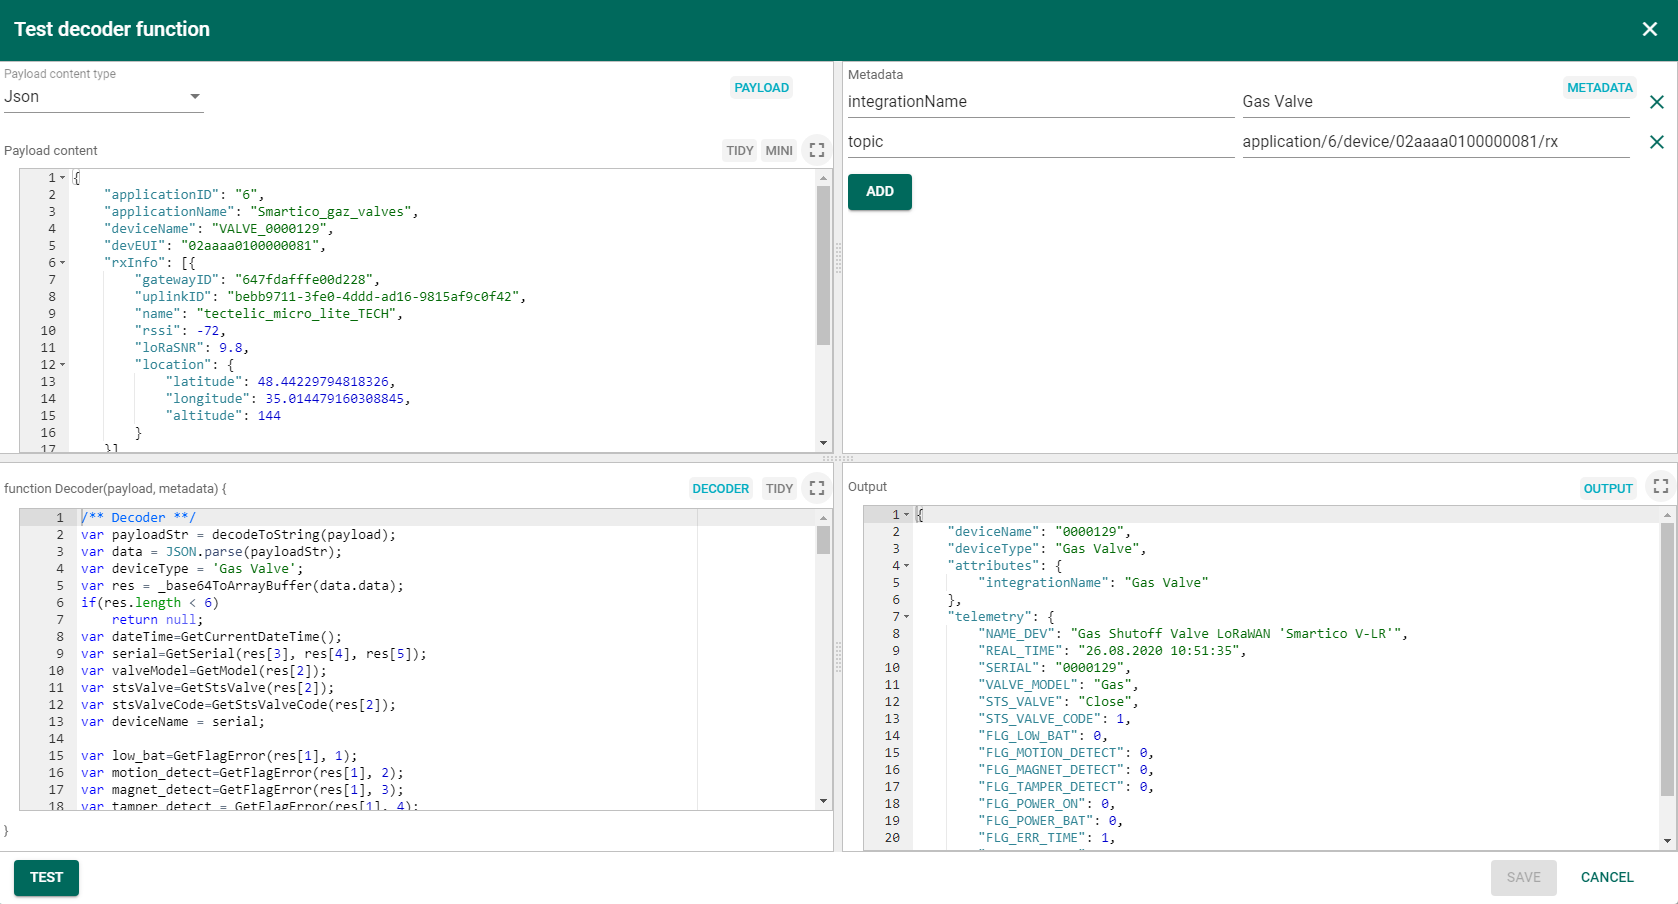 Test decoder function
Payload content type
Json
PAYLOAD
Payload content
TIDY MINI
1 {
2 "applicationID": "6",
3 "applicationName": "Smartico_gaz_valves",
4 "deviceName": "VALVE_0000129",
5 "devEUI": "02aaaa0100000081",
6 "rxInfo": [{
7 "gatewayID": "647fdafffe00d228",
8 "uplinkID": "bebb9711-3fe0-4ddd-ad16-9815af9c0f42",
9 "name": "tectelic_micro_lite_TECH",
10 "rssi": -72,
11 "loRaSNR": 9.8,
12 "location": {
13 "latitude": 48.44229794818326,
14 "longitude": 35.014479160308845,
15 "altitude": 144
16 }
17 }]
Metadata
METADATA
integrationName Gas Valve
topic application/6/device/02aaaa0100000081/rx
ADD
function Decoder(payload, metadata) {
DECODER TIDY
1 /** Decoder **/
2 var payloadStr = decodeToString(payload);
3 var data = JSON.parse(payloadStr);
4 var deviceType = 'Gas Valve';
5 var res = _base64ToArrayBuffer(data.data);
6 if(res.length < 6)
7 return null;
8 var dateTime=GetCurrentDateTime();
9 var serial=GetSerial(res[3], res[4], res[5]);
10 var valveModel=GetModel(res[2]);
11 var stsValve=GetStsValve(res[2]);
12 var stsValveCode=GetStsValveCode(res[2]);
13 var deviceName = serial;
14
15 var low_bat=GetFlagError(res[1], 1);
16 var motion_detect=GetFlagError(res[1], 2);
17 var magnet_detect=GetFlagError(res[1], 3);
18 var tamper_detect = GetFlagError(res[1], 4);
}
Output
OUTPUT
1 {
2 "deviceName": "0000129",
3 "deviceType": "Gas Valve",
4 "attributes": {
5 "integrationName": "Gas Valve"
6 },
7 "telemetry": {
8 "NAME_DEV": "Gas Shutoff Valve LoRaWAN 'Smartico V-LR'",
9 "REAL_TIME": "26.08.2020 10:51:35",
10 "SERIAL": "0000129",
11 "VALVE_MODEL": "Gas",
12 "STS_VALVE": "Close",
13 "STS_VALVE_CODE": 1,
14 "FLG_LOW_BAT": 0,
15 "FLG_MOTION_DETECT": 0,
16 "FLG_MAGNET_DETECT": 0,
17 "FLG_TAMPER_DETECT": 0,
18 "FLG_POWER_ON": 0,
19 "FLG_POWER_BAT": 0,
20 "FLG_ERR_TIME": 1,
TEST
SAVE CANCEL